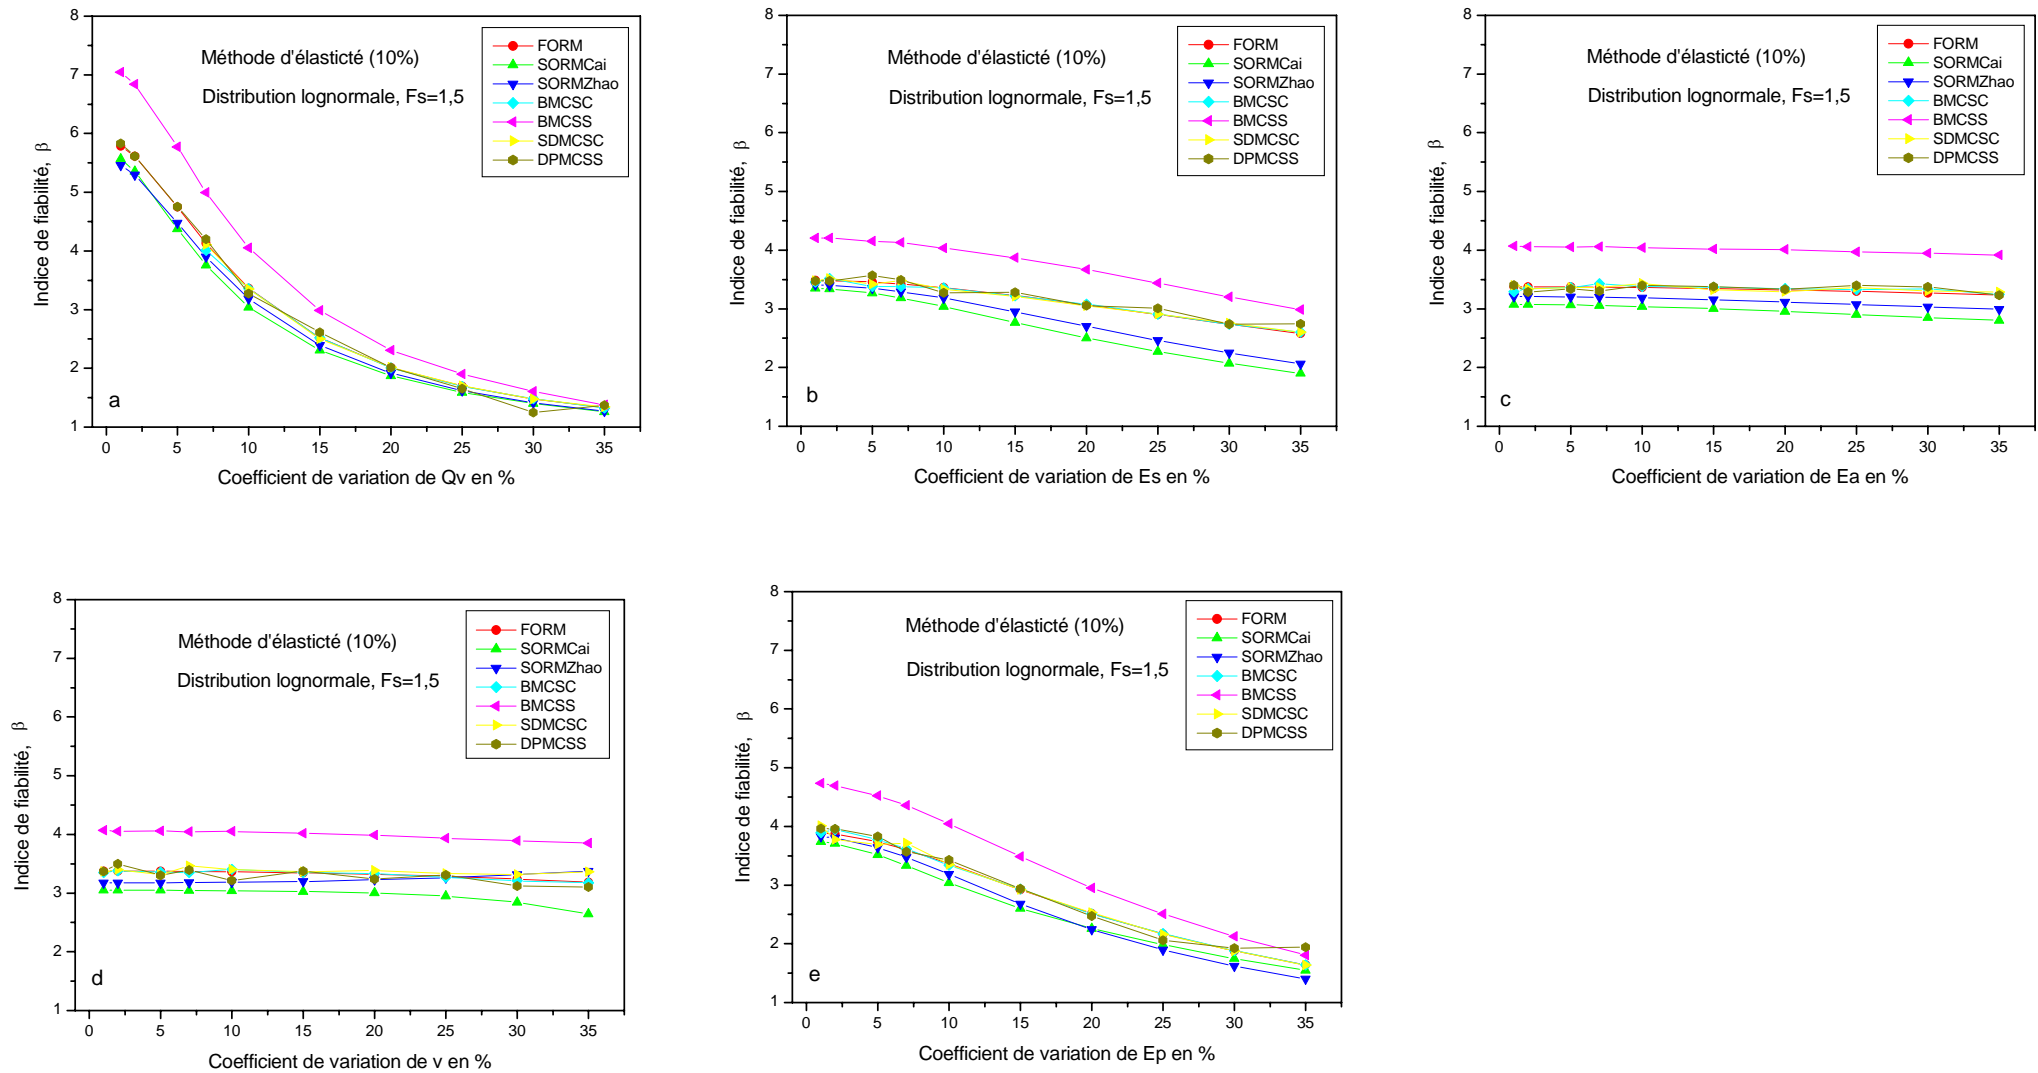 Méthode d'élasticté (10%)
Distribution lognormale, Fs=1,5
FORM
SORMCai
SORMZhao
BMCSC
BMCSS
SDMCSC
DPMCSS
Indice de fiabilité, β
8
7
6
5
4
3
2
1
a
0 5 10 15 20 25 30 35
Coefficient de variation de Qv en %
Méthode d'élasticté (10%)
Distribution lognormale, Fs=1,5
FORM
SORMCai
SORMZhao
BMCSC
BMCSS
SDMCSC
DPMCSS
Indice de fiabilité, β
8
7
6
5
4
3
2
1
b
0 5 10 15 20 25 30 35
Coefficient de variation de Es en %
Méthode d'élasticté (10%)
Distribution lognormale, Fs=1,5
FORM
SORMCai
SORMZhao
BMCSC
BMCSS
SDMCSC
DPMCSS
Indice de fiabilité, β
8
7
6
5
4
3
2
1
c
0 5 10 15 20 25 30 35
Coefficient de variation de Ea en %
Méthode d'élasticté (10%)
Distribution lognormale, Fs=1,5
FORM
SORMCai
SORMZhao
BMCSC
BMCSS
SDMCSC
DPMCSS
Indice de fiabilité, β
8
7
6
5
4
3
2
1
d
0 5 10 15 20 25 30 35
Coefficient de variation de v en %
Méthode d'élasticté (10%)
Distribution lognormale, Fs=1,5
FORM
SORMCai
SORMZhao
BMCSC
BMCSS
SDMCSC
DPMCSS
Indice de fiabilité, β
8
7
6
5
4
3
2
1
e
0 5 10 15 20 25 30 35
Coefficient de variation de Ep en %